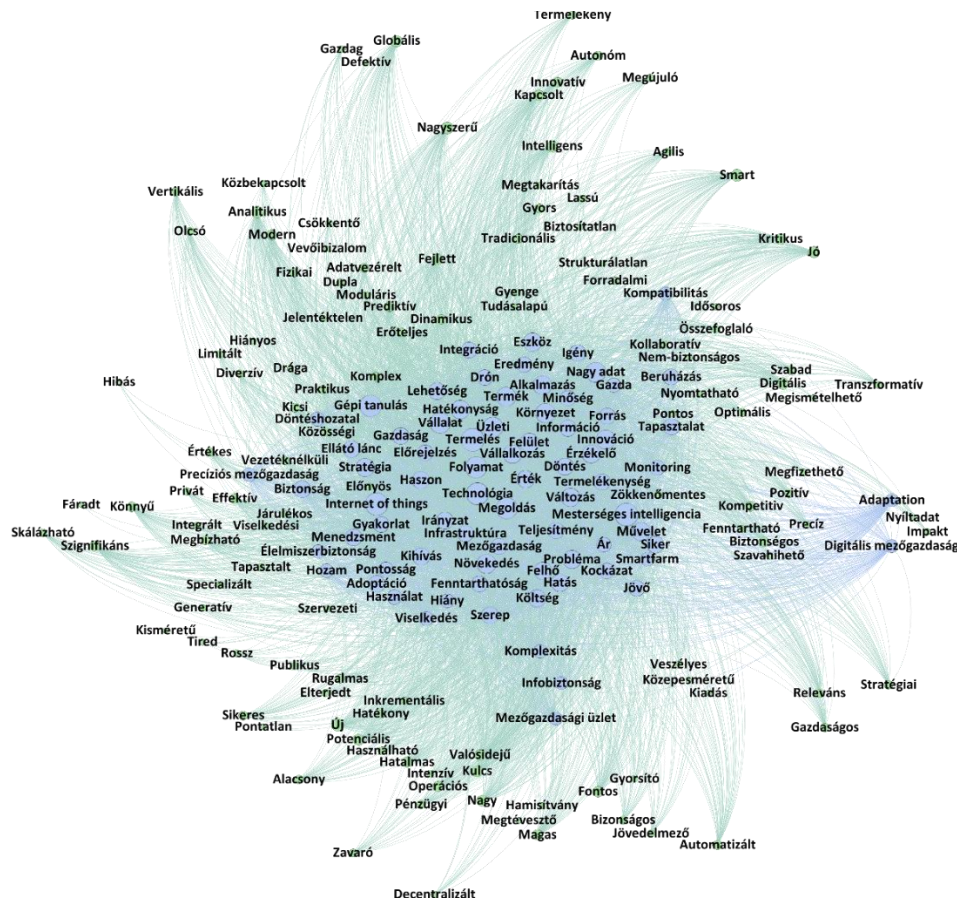 Termelékeny
Globális
Gazdag
Defektív
Autonóm
Innovatív
Megújuló
Kapcsolt
Nagyszerű
Intelligens
Agilis
Smart
Közbekapcsolt
Vertikális
Megtakarítás
Lassú
Analitikus
Gyors
Csökkentő
Olcsó
Modern
Biztosítatlan
Tradicionális
Kritikus
Vevőibizalom
Jó
Fejlett
Strukturálatlan
Fizikai
Adatvezérelt
Dupla
Forradalmi
Moduláris
Gyenge
Kompatibilitás
Jelentéktelen
Prediktív
Tudásalapú
Idősoros
Dinamikus
Erőteljes
Összefoglaló
Hiányos
Eszköz
Kollaboratív
Limitált
Integráció
Igény
Nem-biztonságos
Drága
Eredmény
Diverzív
Komplex
Drón
Nagy adat
Beruházás
Szabad
Hibás
Praktikus
Lehetőség
Alkalmazás
Gazda
Digitális
Transzformatív
Termék
Minőség
Nyomtatható
Megismételhető
Kicsi
Gépi tanulás
Hatékonyság
Környezet
Forrás
Pontos
Optimális
Döntéshozatal
Vállalat
Üzleti
Információ
Tapasztalat
Közösségi
Gazdaság
Termelés
Felület
Innováció
Értékes
Ellátó lánc
Előrejelzés
Vállalkozás
Érzékelő
Vezetéknélküli
Stratégia
Folyamat
Döntés
Monitoring
Megfizethető
Precíziós mezőgazdaság
Előnyös
Haszon
Érték
Termelékenység
Privát
Effektív
Biztonság
Technológia
Változás
Zökkenőmentes
Pozitív
Adaptation
Fáradt
Könnyű
Járulékos
Internet of things
Megoldás
Mesterséges intelligencia
Kompetitív
Nyíltadat
Skálázható
Integrált
Viselkedési
Gyakorlat
Irányzat
Teljesítmény
Művelet
Fenntartható
Precíz
Impakt
Szignifikáns
Megbízható
Menedzsment
Infrastruktúra
Ár
Siker
Biztonségos
Digitális mezőgazdaság
Élelmiszerbiztonság
Kihívás
Mezőgazdaság
Probléma
Smartfarm
Szavahihető
Tapasztalt
Hozam
Pontosság
Növekedés
Felhő
Kockázat
Specializált
Adoptáció
Fenntarthatóság
Hatás
Jövő
Generatív
Szervezeti
Használat
Hiány
Költség
Viselkedés
Szerep
Kisméretű
Tired
Rossz
Komplexitás
Publikus
Veszélyes
Rugalmas
Infobiztonság
Közepesméretű
Stratégiai
Elterjedt
Kiadás
Releváns
Inkrementális
Sikeres
Hatékony
Mezőgazdasági üzlet
Gazdaságos
Új
Pontatlan
Potenciális
Használható
Valósidejű
Hatalmas
Alacsony
Intenzív
Kulcs
Gyorsító
Operációs
Fontos
Pénzügyi
Nagy
Hamisítvány
Megtévesztő
Bizonságos
Magas
Jövedelmező
Zavaró
Automatizált
Decentralizált